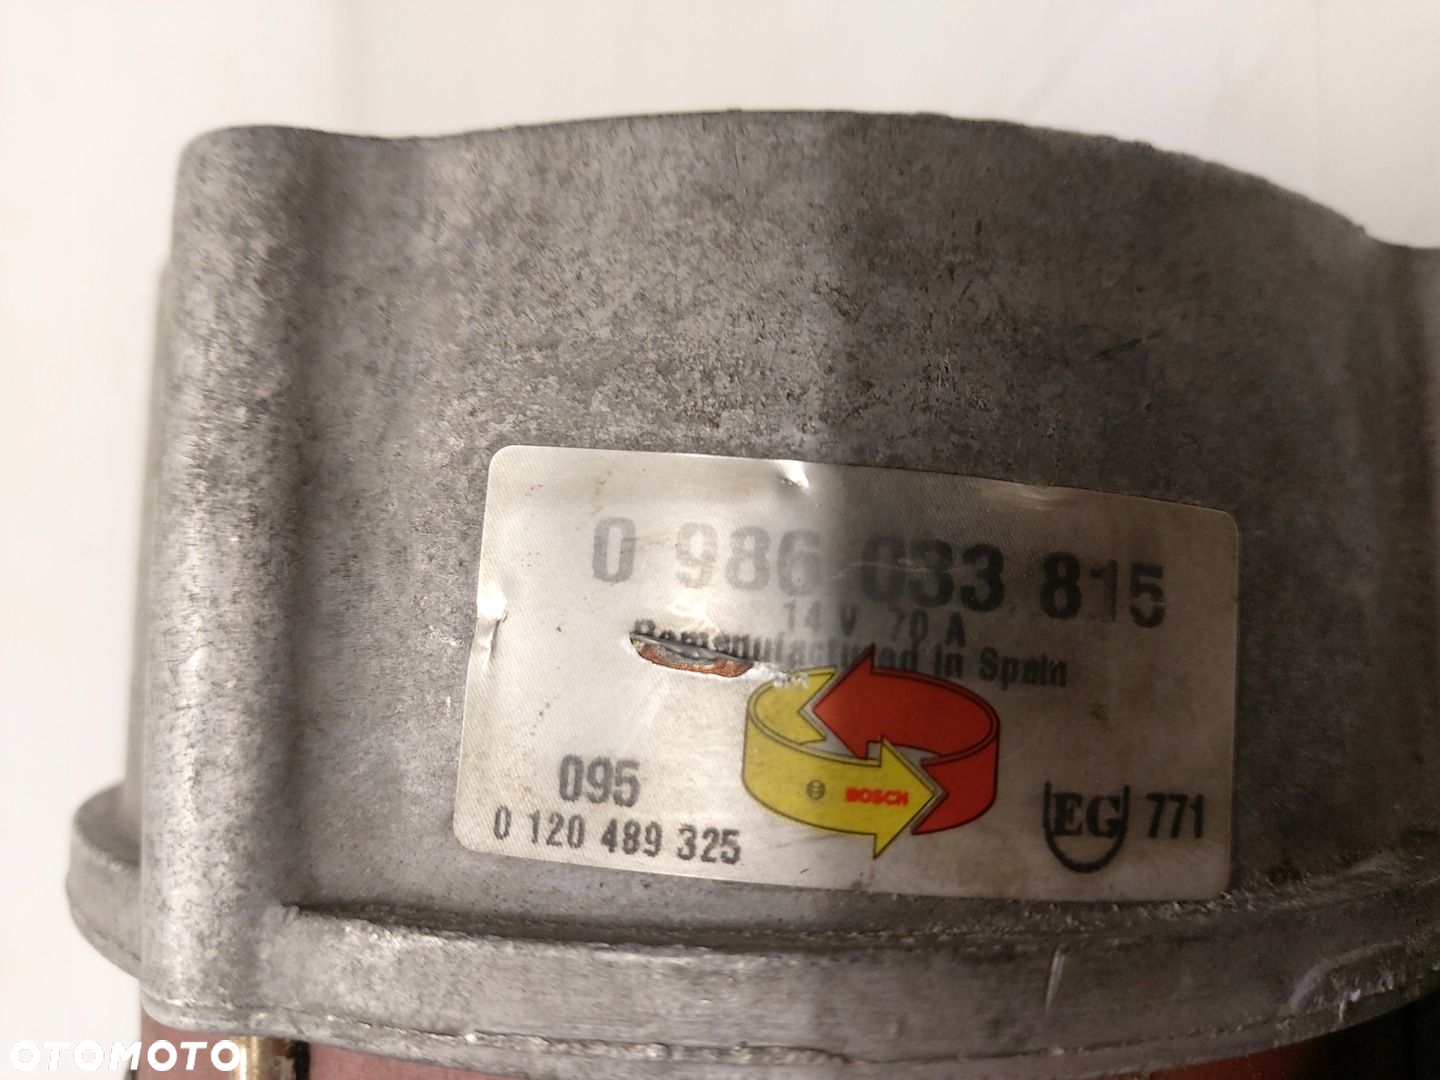 0 986 033 815
14 V 70 A
Remanufactured in Spain
095
BOSCH
0 120 489 325
EG 771
OTOMOTO